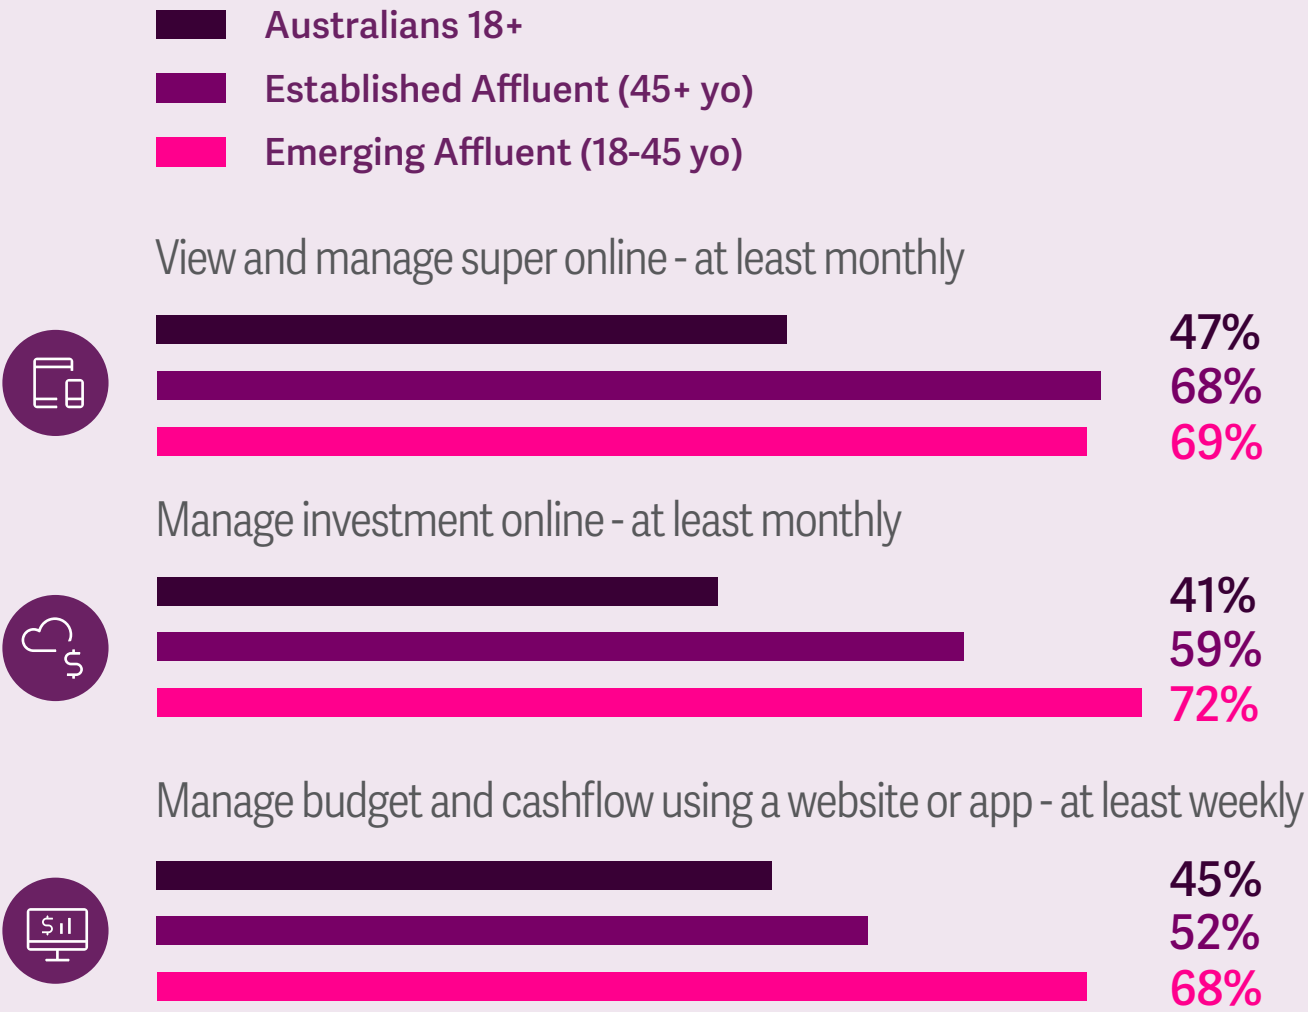 Australians 18+
Established Affluent (45+ yo)
Emerging Affluent (18-45 yo)
View and manage super online - at least monthly
47%
68%
69%
Manage investment online - at least monthly
41%
59%
72%
Manage budget and cashflow using a website or app - at least weekly
45%
52%
68%